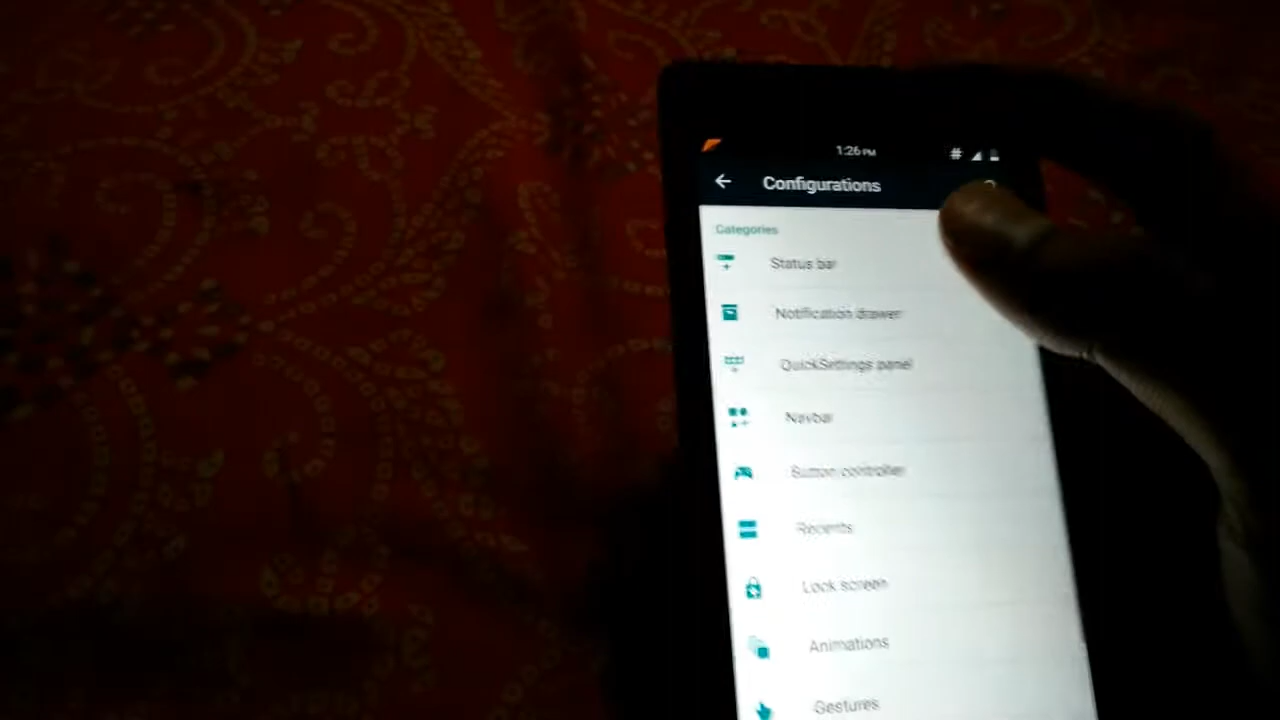 1:26 PM
Configurations
Categories
Status bar
Notification drawer
QuickSettings panel
Navbar
Button controller
Recents
Lock screen
Animations
Gestures